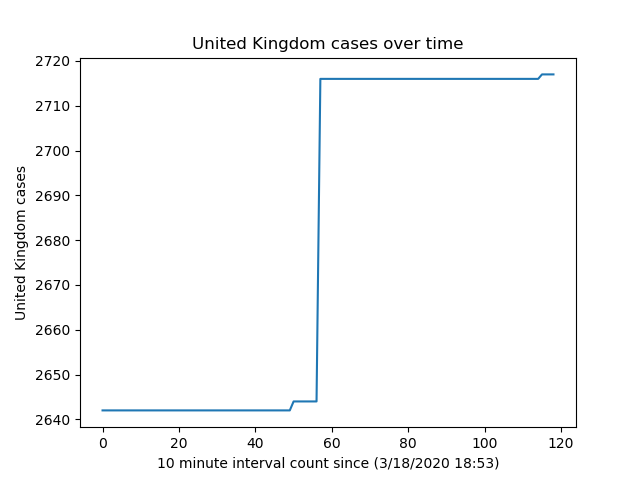 United Kingdom cases over time
2720
2710
2700
2690
2680
2670
2660
2650
2640
United Kingdom cases
0 20 40 60 80 100 120
10 minute interval count since (3/18/2020 18:53)